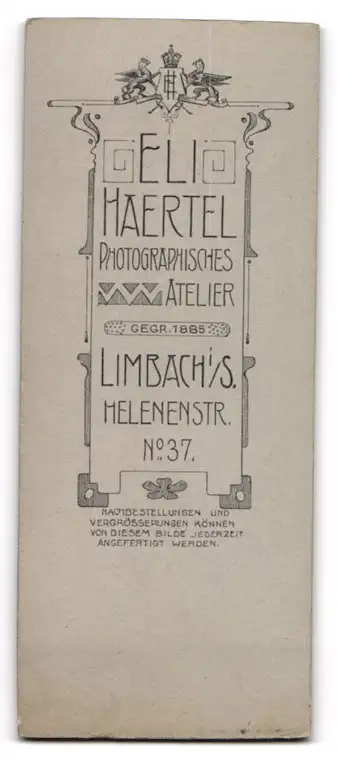 EH
ELI
HAERTEL
PHOTOGRAPHISCHES
ATELIER
GEGR. 1885
LIMBACH i/S.
HELENENSTR.
No. 37.
NACHBESTELLUNGEN UND
VERGRÖSSERUNGEN KÖNNEN
VON DIESEM BILDE JEDERZEIT
ANGEFERTIGT WERDEN.